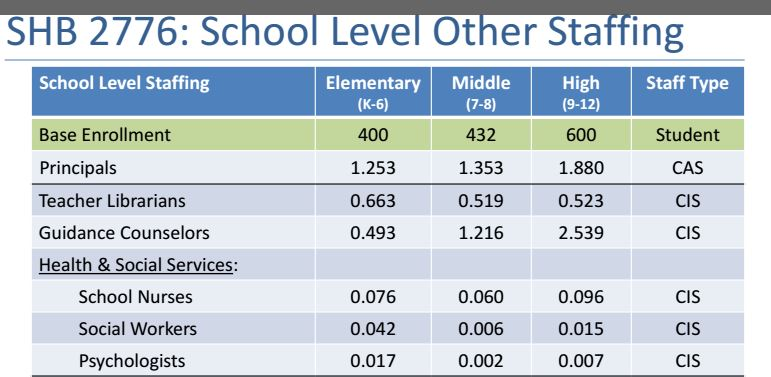 SHB 2776: School Level Other Staffing
School Level Staffing Elementary (K-6) Middle (7-8) High (9-12) Staff Type
Base Enrollment 400 432 600 Student
Principals 1.253 1.353 1.880 CAS
Teacher Librarians 0.663 0.519 0.523 CIS
Guidance Counselors 0.493 1.216 2.539 CIS
Health & Social Services:
School Nurses 0.076 0.060 0.096 CIS
Social Workers 0.042 0.006 0.015 CIS
Psychologists 0.017 0.002 0.007 CIS